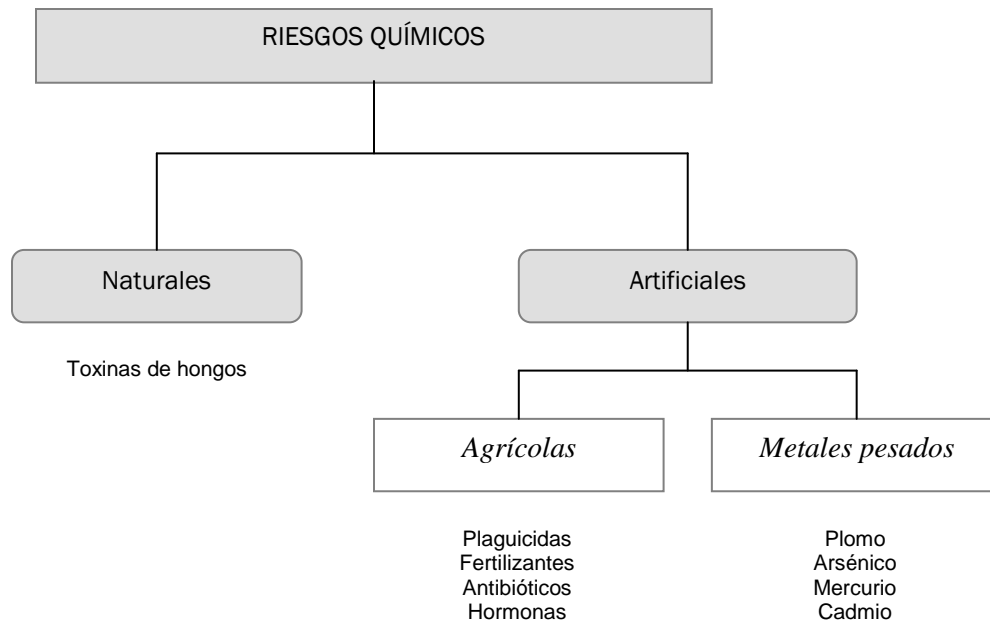 RIESGOS QUÍMICOS
Naturales
Artificiales
Toxinas de hongos
Agrícolas
Metales pesados
Plaguicidas
Fertilizantes
Antibióticos
Hormonas
Plomo
Arsénico
Mercurio
Cadmio